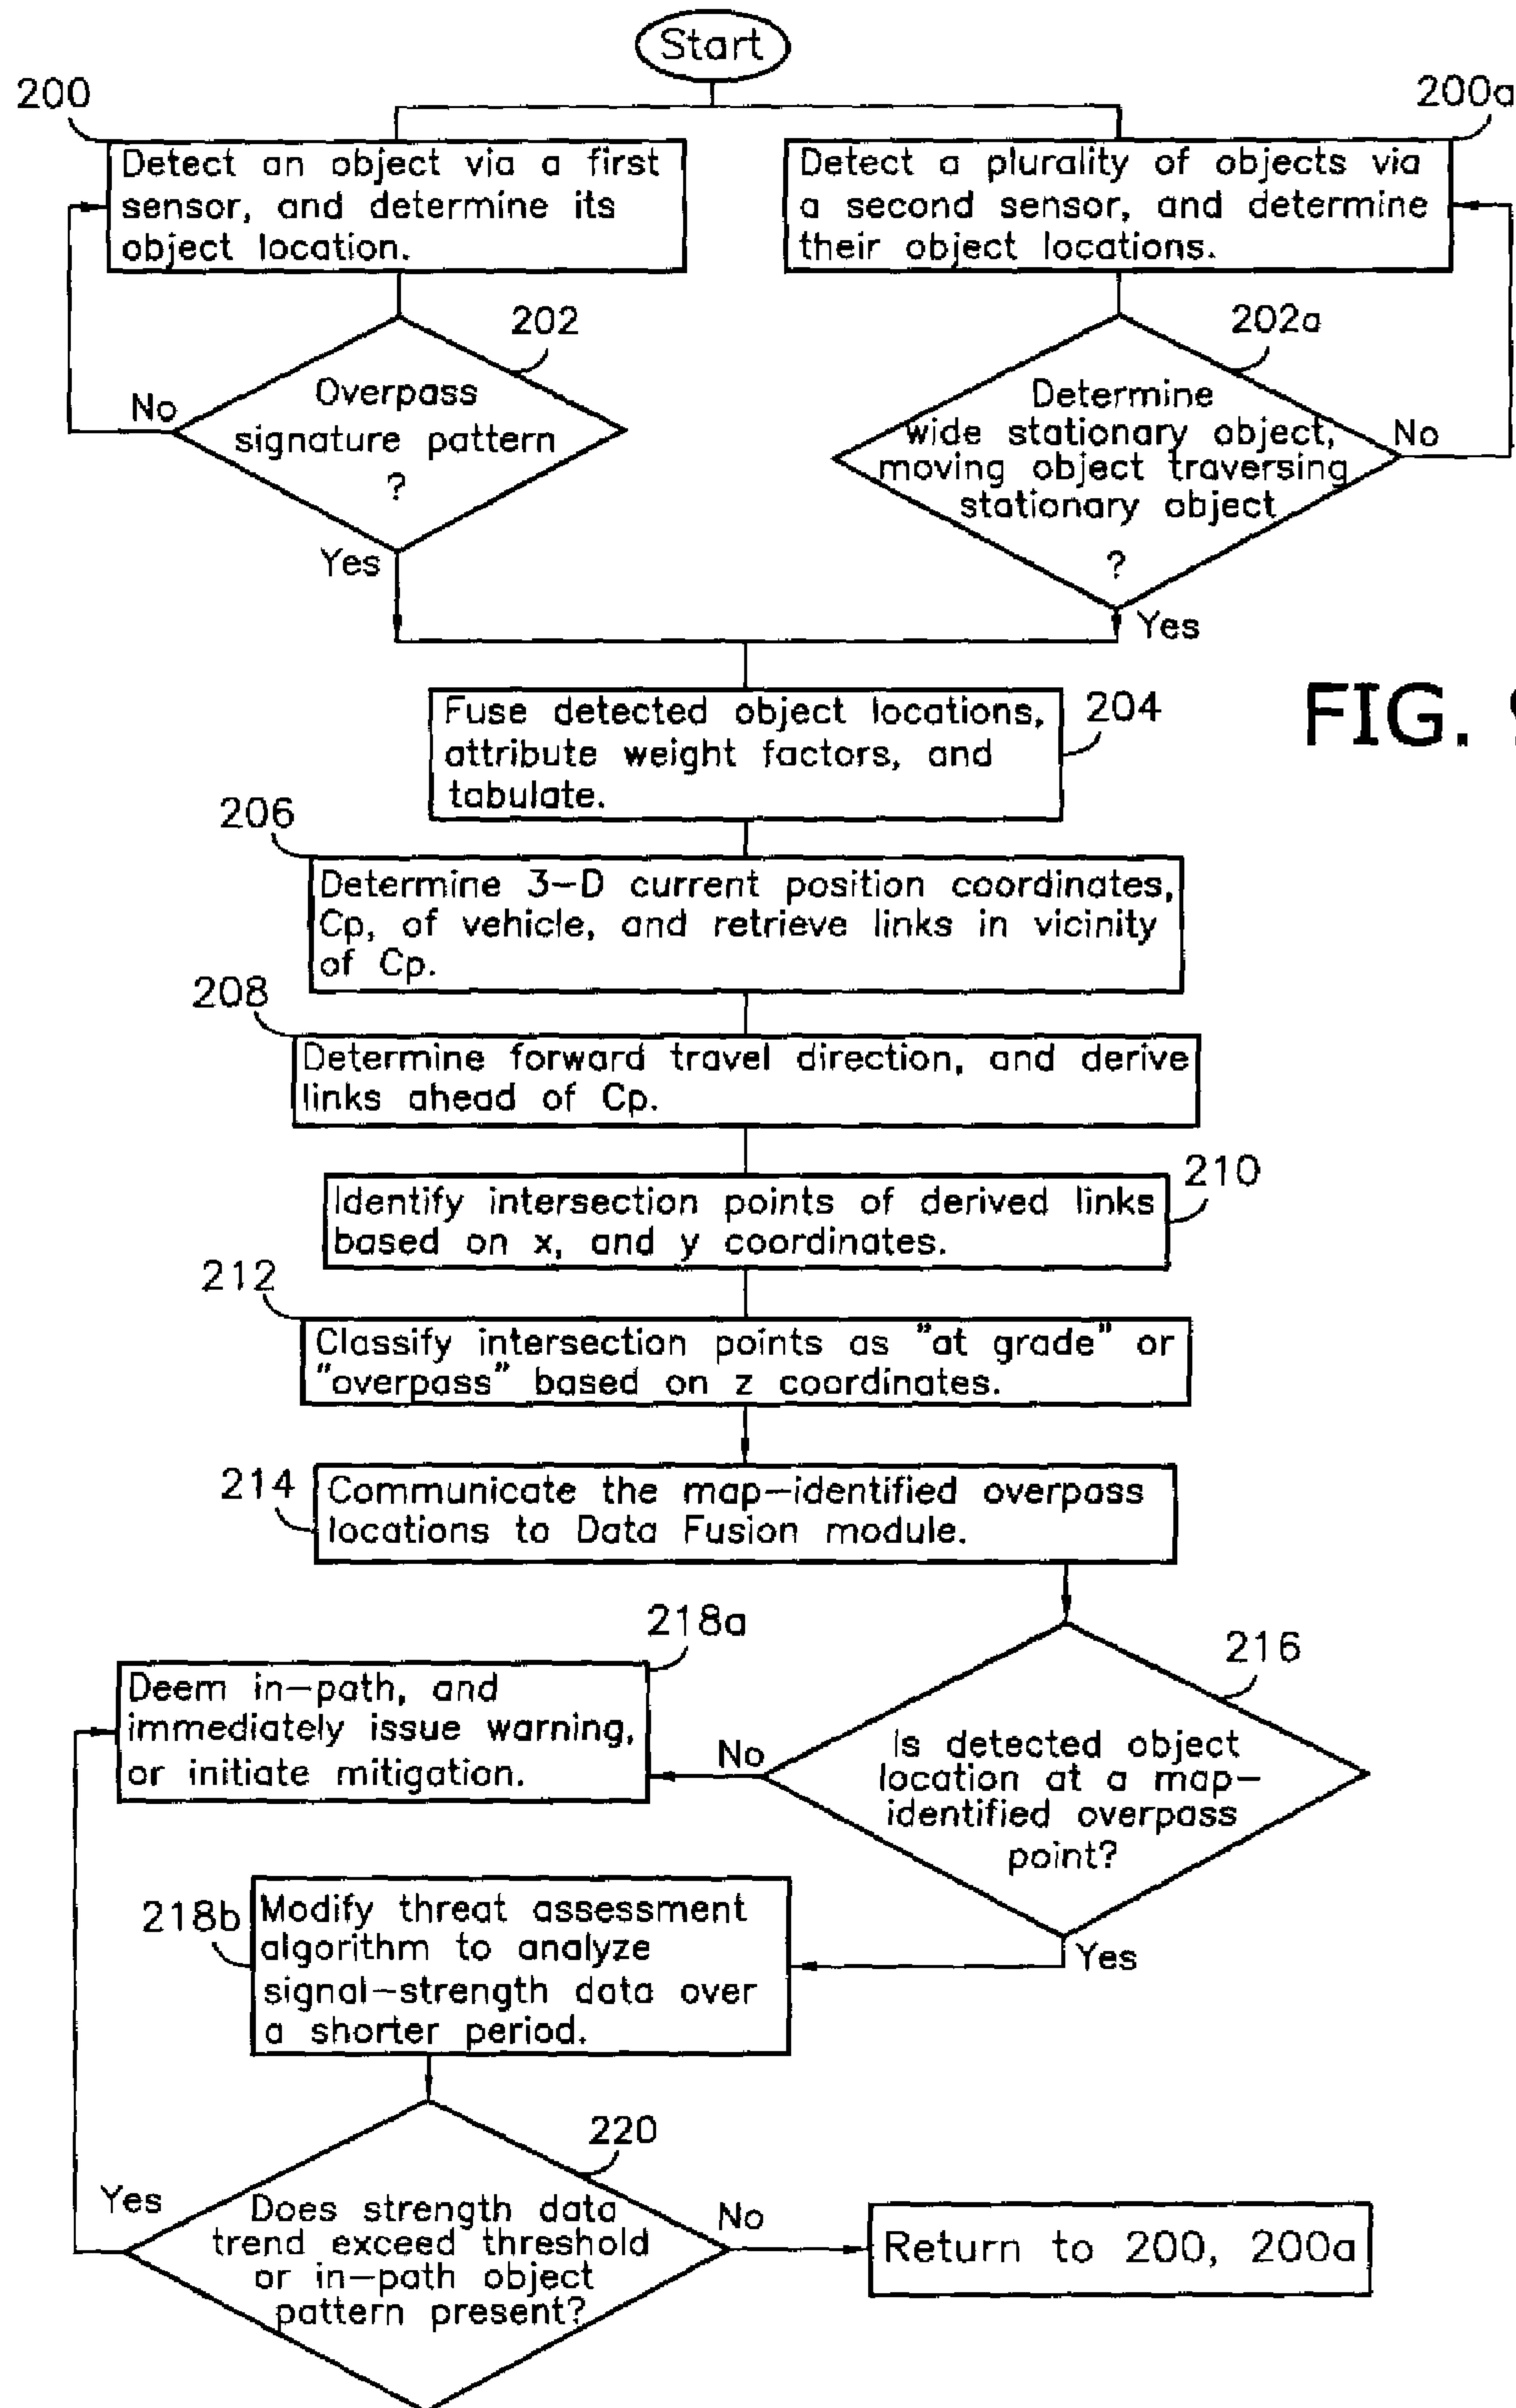 Start
200
Detect an object via a first
sensor, and determine its
object location.
200a
Detect a plurality of objects via
a second sensor, and determine
their object locations.
202
Overpass
signature pattern
?
No
Yes
202a
Determine
wide stationary object,
moving object traversing
stationary object
?
No
Yes
FIG.
Fuse detected object locations,
attribute weight factors, and
tabulate.
204
206
Determine 3-D current position coordinates,
Cp, of vehicle, and retrieve links in vicinity
of Cp.
208
Determine forward travel direction, and derive
links ahead of Cp.
210
Identify intersection points of derived links
based on x, and y coordinates.
212
Classify intersection points as "at grade" or
"overpass" based on z coordinates.
214
Communicate the map-identified overpass
locations to Data Fusion module.
216
Is detected object
location at a map-
identified overpass
point?
No
Yes
218a
Deem in-path, and
immediately issue warning,
or initiate mitigation.
218b
Modify threat assessment
algorithm to analyze
signal-strength data over
a shorter period.
220
Does strength data
trend exceed threshold
or in-path object
pattern present?
Yes
No
Return to 200, 200a